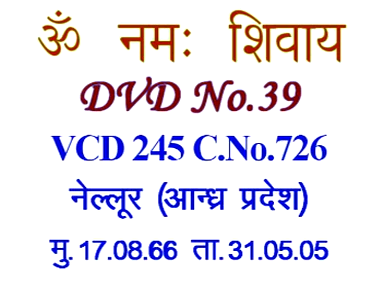 ॐ नमः शिवाय
DVD No.39
VCD 245 C.No.726
नेल्लूर (आन्ध्र प्रदेश)
मु. 17.08.66 ता. 31.05.05